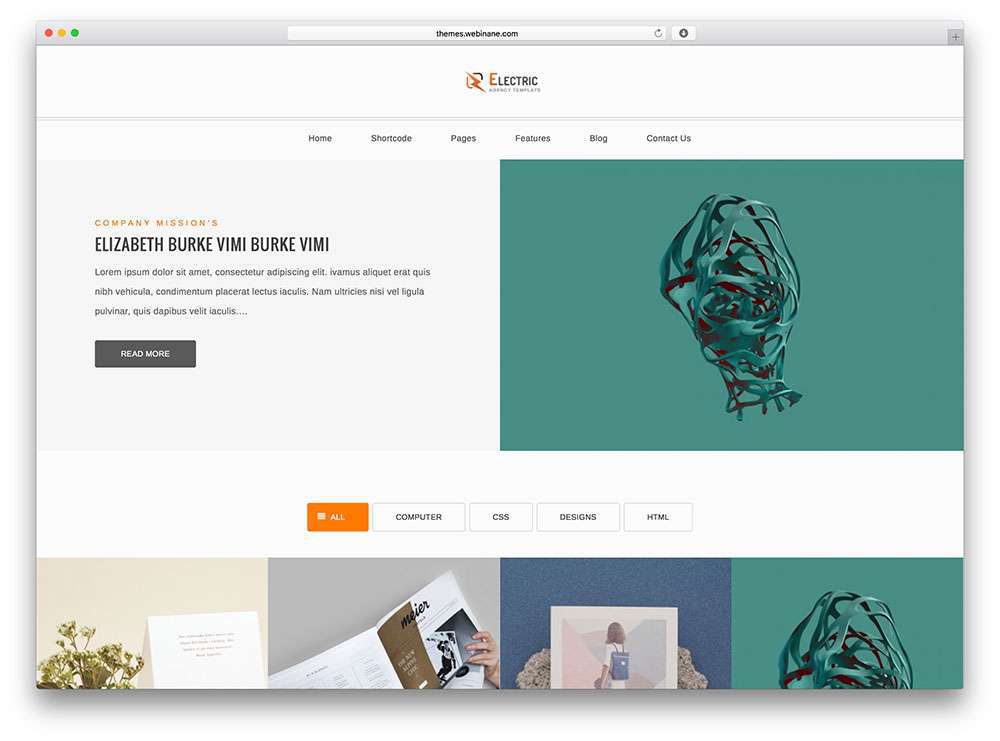 themes.webinane.com
ELECTRIC
AGENCY TEMPLATE
Home Shortcode Pages Features Blog Contact Us
COMPANY MISSION'S
ELIZABETH BURKE VIMI BURKE VIMI
Lorem ipsum dolor sit amet, consectetur adipiscing elit. ivamus aliquet erat quis
nibh vehicula, condimentum placerat lectus iaculis. Nam ultricies nisi vel ligula
pulvinar, quis dapibus velit iaculis....
READ MORE
ALL COMPUTER CSS DESIGNS HTML
meier
THE NEW